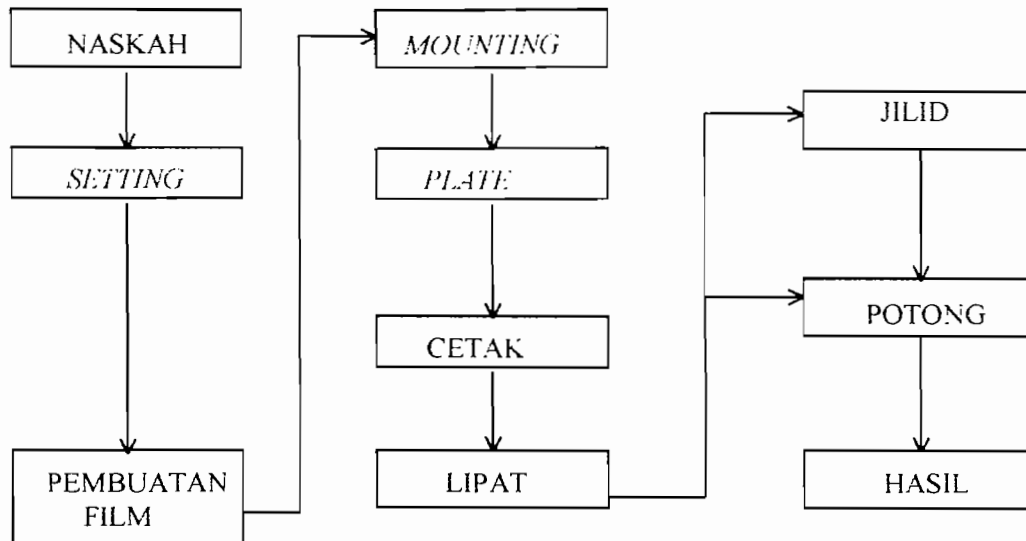 NASKAH
SETTING
PEMBUATAN
FILM
MOUNTING
PLATE
CETAK
LIPAT
JILID
POTONG
HASIL